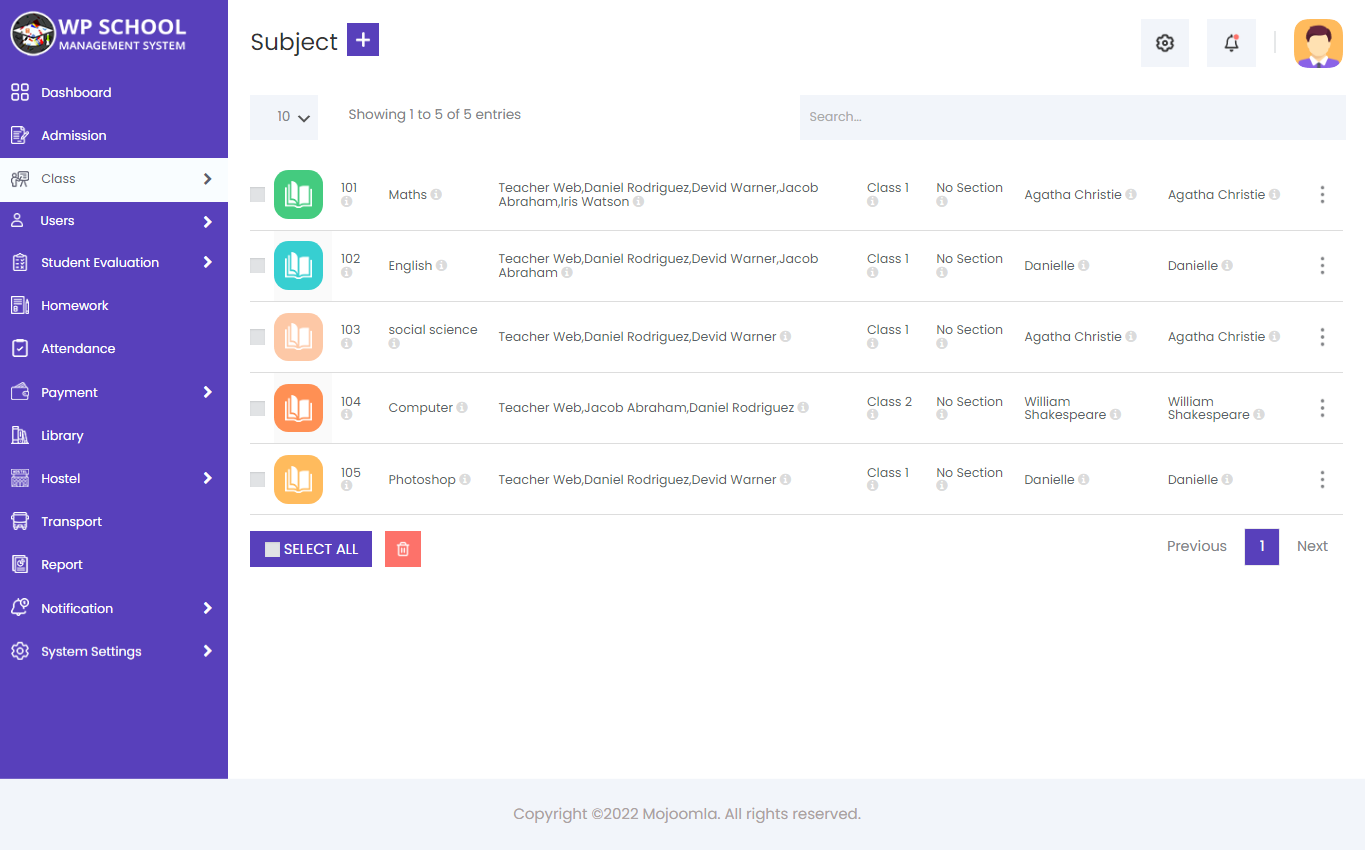 WP SCHOOL
MANAGEMENT SYSTEM
Dashboard
Admission
Class
Users
Student Evaluation
Homework
Attendance
Payment
Library
Hostel
Transport
Report
Notification
System Settings
Subject +
10
Showing 1 to 5 of 5 entries
Search...
101
Maths
Teacher Web,Daniel Rodriguez,Devid Warner,Jacob
Abraham,Iris Watson
Class 1
No Section
Agatha Christie
Agatha Christie
102
English
Teacher Web,Daniel Rodriguez,Devid Warner,Jacob
Abraham
Class 1
No Section
Danielle
Danielle
103
social science
Teacher Web,Daniel Rodriguez,Devid Warner
Class 1
No Section
Agatha Christie
Agatha Christie
104
Computer
Teacher Web,Jacob Abraham,Daniel Rodriguez
Class 2
No Section
William
Shakespeare
William
Shakespeare
105
Photoshop
Teacher Web,Daniel Rodriguez,Devid Warner
Class 1
No Section
Danielle
Danielle
SELECT ALL
Previous
1
Next
Copyright ©2022 Mojoomla. All rights reserved.